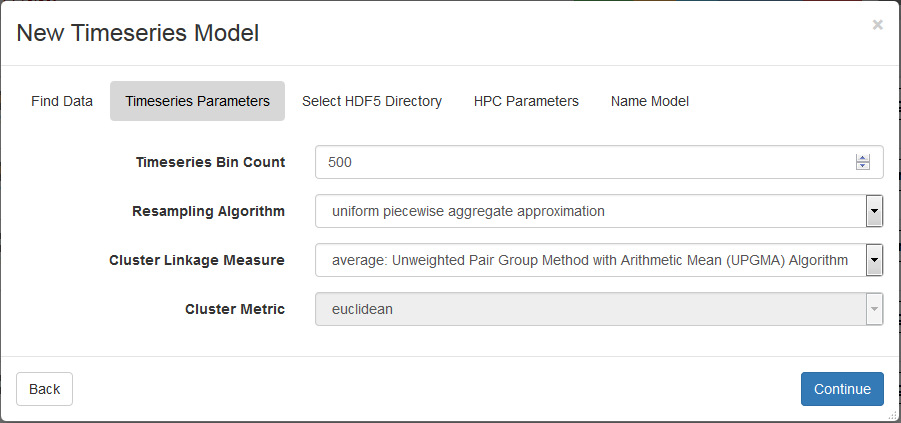 New Timeseries Model ×
Find Data Timeseries Parameters Select HDF5 Directory HPC Parameters Name Model
Timeseries Bin Count 500
Resampling Algorithm uniform piecewise aggregate approximation
Cluster Linkage Measure average: Unweighted Pair Group Method with Arithmetic Mean (UPGMA) Algorithm
Cluster Metric euclidean
Back Continue